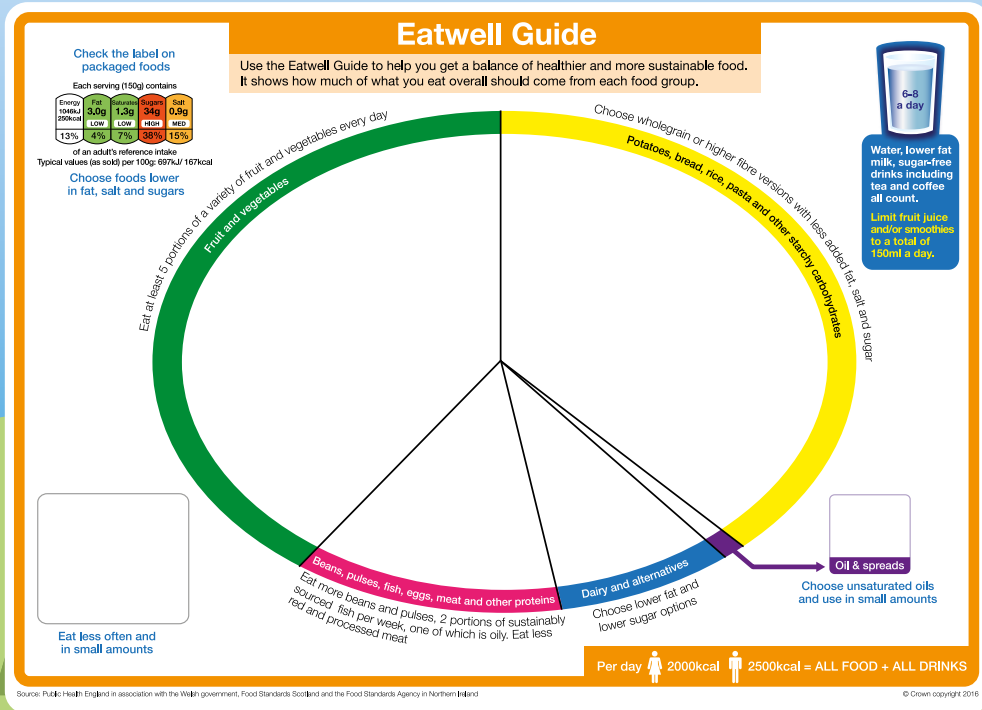 Eatwell Guide
Use the Eatwell Guide to help you get a balance of healthier and more sustainable food.
It shows how much of what you eat overall should come from each food group.
Check the label on
packaged foods
Each serving (150g) contains
Energy
1046kJ
250kcal
13%
Fat
3.0g
LOW
4%
Saturates
1.3g
LOW
7%
Sugars
34g
HIGH
38%
Salt
0.9g
MED
15%
of an adult's reference intake
Typical values (as sold) per 100g: 697kJ/ 167kcal
Choose foods lower
in fat, salt and sugars
6-8
a day
Water, lower fat
milk, sugar-free
drinks including
tea and coffee
all count.
Limit fruit juice
and/or smoothies
to a total of
150ml a day.
Eat at least 5 portions of a variety of fruit and vegetables every day
Fruit and vegetables
Choose wholegrain or higher fibre versions with less added fat, salt and sugar
Potatoes, bread, rice, pasta and other starchy carbohydrates
Beans, pulses, fish, eggs, meat and other proteins
Eat more beans and pulses, 2 portions of sustainably
sourced fish per week, one of which is oily. Eat less
red and processed meat
Dairy and alternatives
Choose lower fat and
lower sugar options
Oil & spreads
Choose unsaturated oils
and use in small amounts
Eat less often and
in small amounts
Per day 2000kcal 2500kcal = ALL FOOD + ALL DRINKS
Source: Public Health England in association with the Welsh government, Food Standards Scotland and the Food Standards Agency in Northern Ireland
© Crown copyright 2016